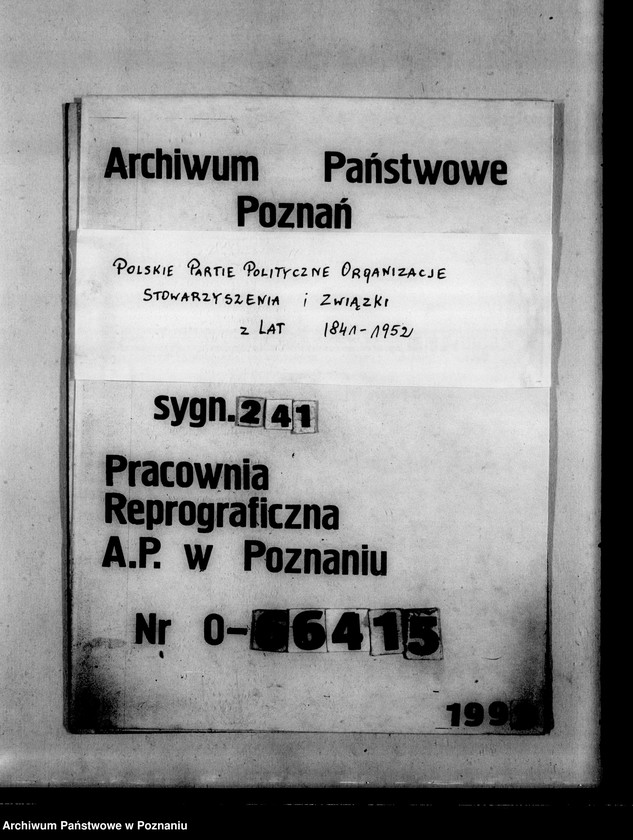 Archiwum Państwowe
Poznań
POLSKIE PARTIE POLITYCZNE ORGANIZACJE
STOWARZYSZENIA i ZWIĄZKI
z LAT 1841-1952
sygn. 241
Pracownia
Reprograficzna
A.P. w Poznaniu
Nr O-66415
Archiwum Państwowe w Poznaniu